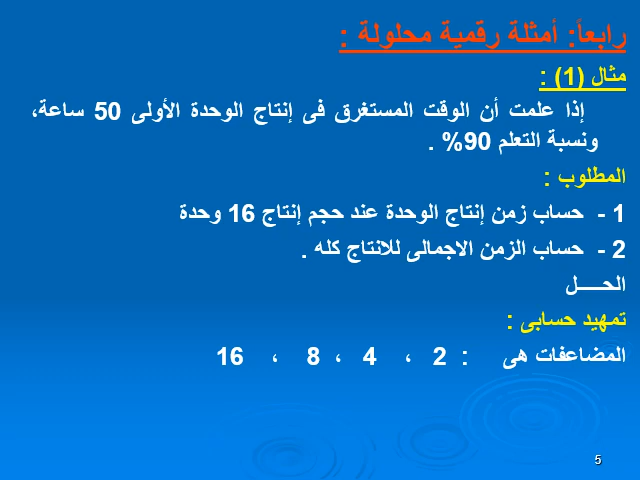 رابعاً: أمثلة رقمية محلولة :
مثال (1) :
إذا علمت أن الوقت المستغرق فى إنتاج الوحدة الأولى 50 ساعة،
ونسبة التعلم 90% .
المطلوب :
1 - حساب زمن إنتاج الوحدة عند حجم إنتاج 16 وحدة
2 - حساب الزمن الاجمالى للانتاج كله .
الحـــــل
تمهيد حسابى :
المضاعفات هى : 2 ، 4 ، 8 ، 16
5